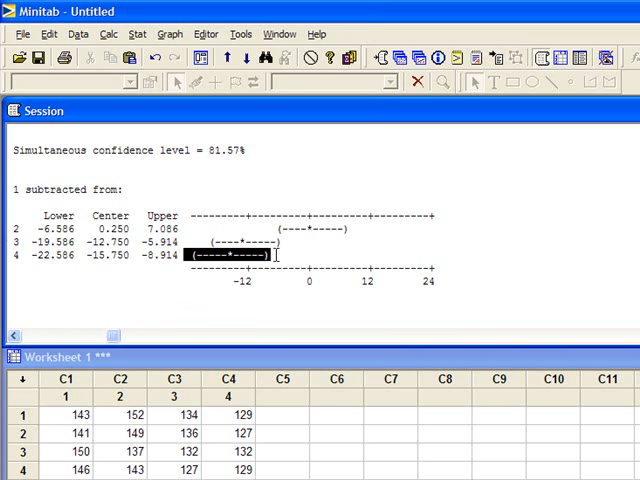 Minitab - Untitled
File Edit Data Calc Stat Graph Editor Tools Window Help
Session
Simultaneous confidence level = 81.57%
1 subtracted from:
Lower Center Upper --------+---------+---------+---------+
2 -6.586 0.250 7.086 (----*-----)
3 -19.586 -12.750 -5.914 (----*-----)
4 -22.586 -15.750 -8.914 (-----*-----)
--------+---------+---------+---------+
-12 0 12 24
Worksheet 1 ***
C1 C2 C3 C4 C5 C6 C7 C8 C9 C10 C11
1 2 3 4
1 143 152 134 129
2 141 149 136 127
3 150 137 132 132
4 146 143 127 129